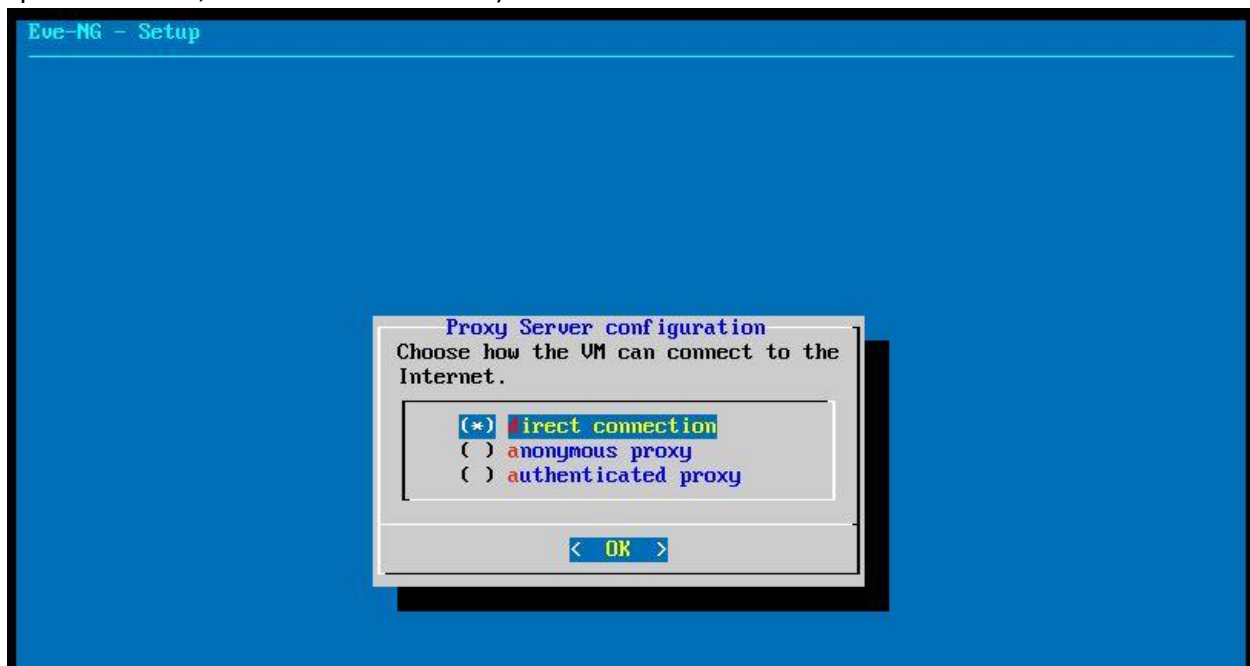 Eve-NG - Setup
Proxy Server configuration
Choose how the VM can connect to the
Internet.
(*) direct connection
( ) anonymous proxy
( ) authenticated proxy
< OK >